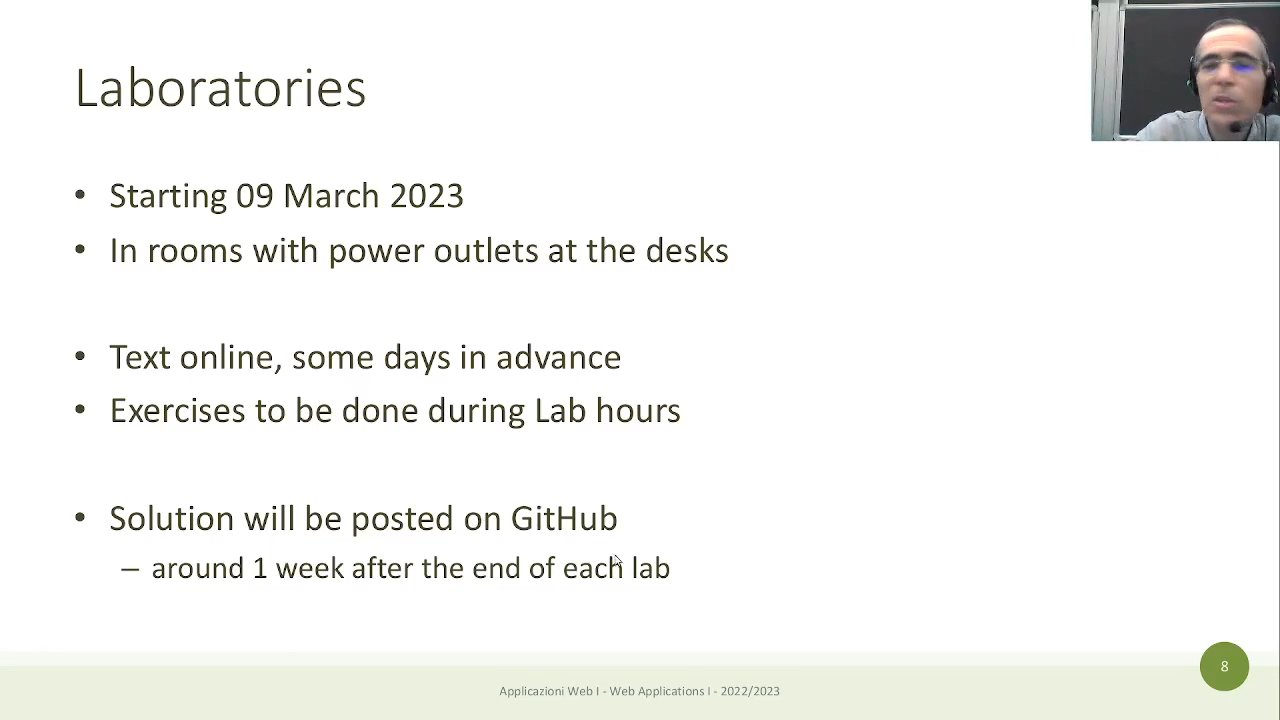 Laboratories
• Starting 09 March 2023
• In rooms with power outlets at the desks
• Text online, some days in advance
• Exercises to be done during Lab hours
• Solution will be posted on GitHub
– around 1 week after the end of each lab
8
Applicazioni Web I - Web Applications I - 2022/2023